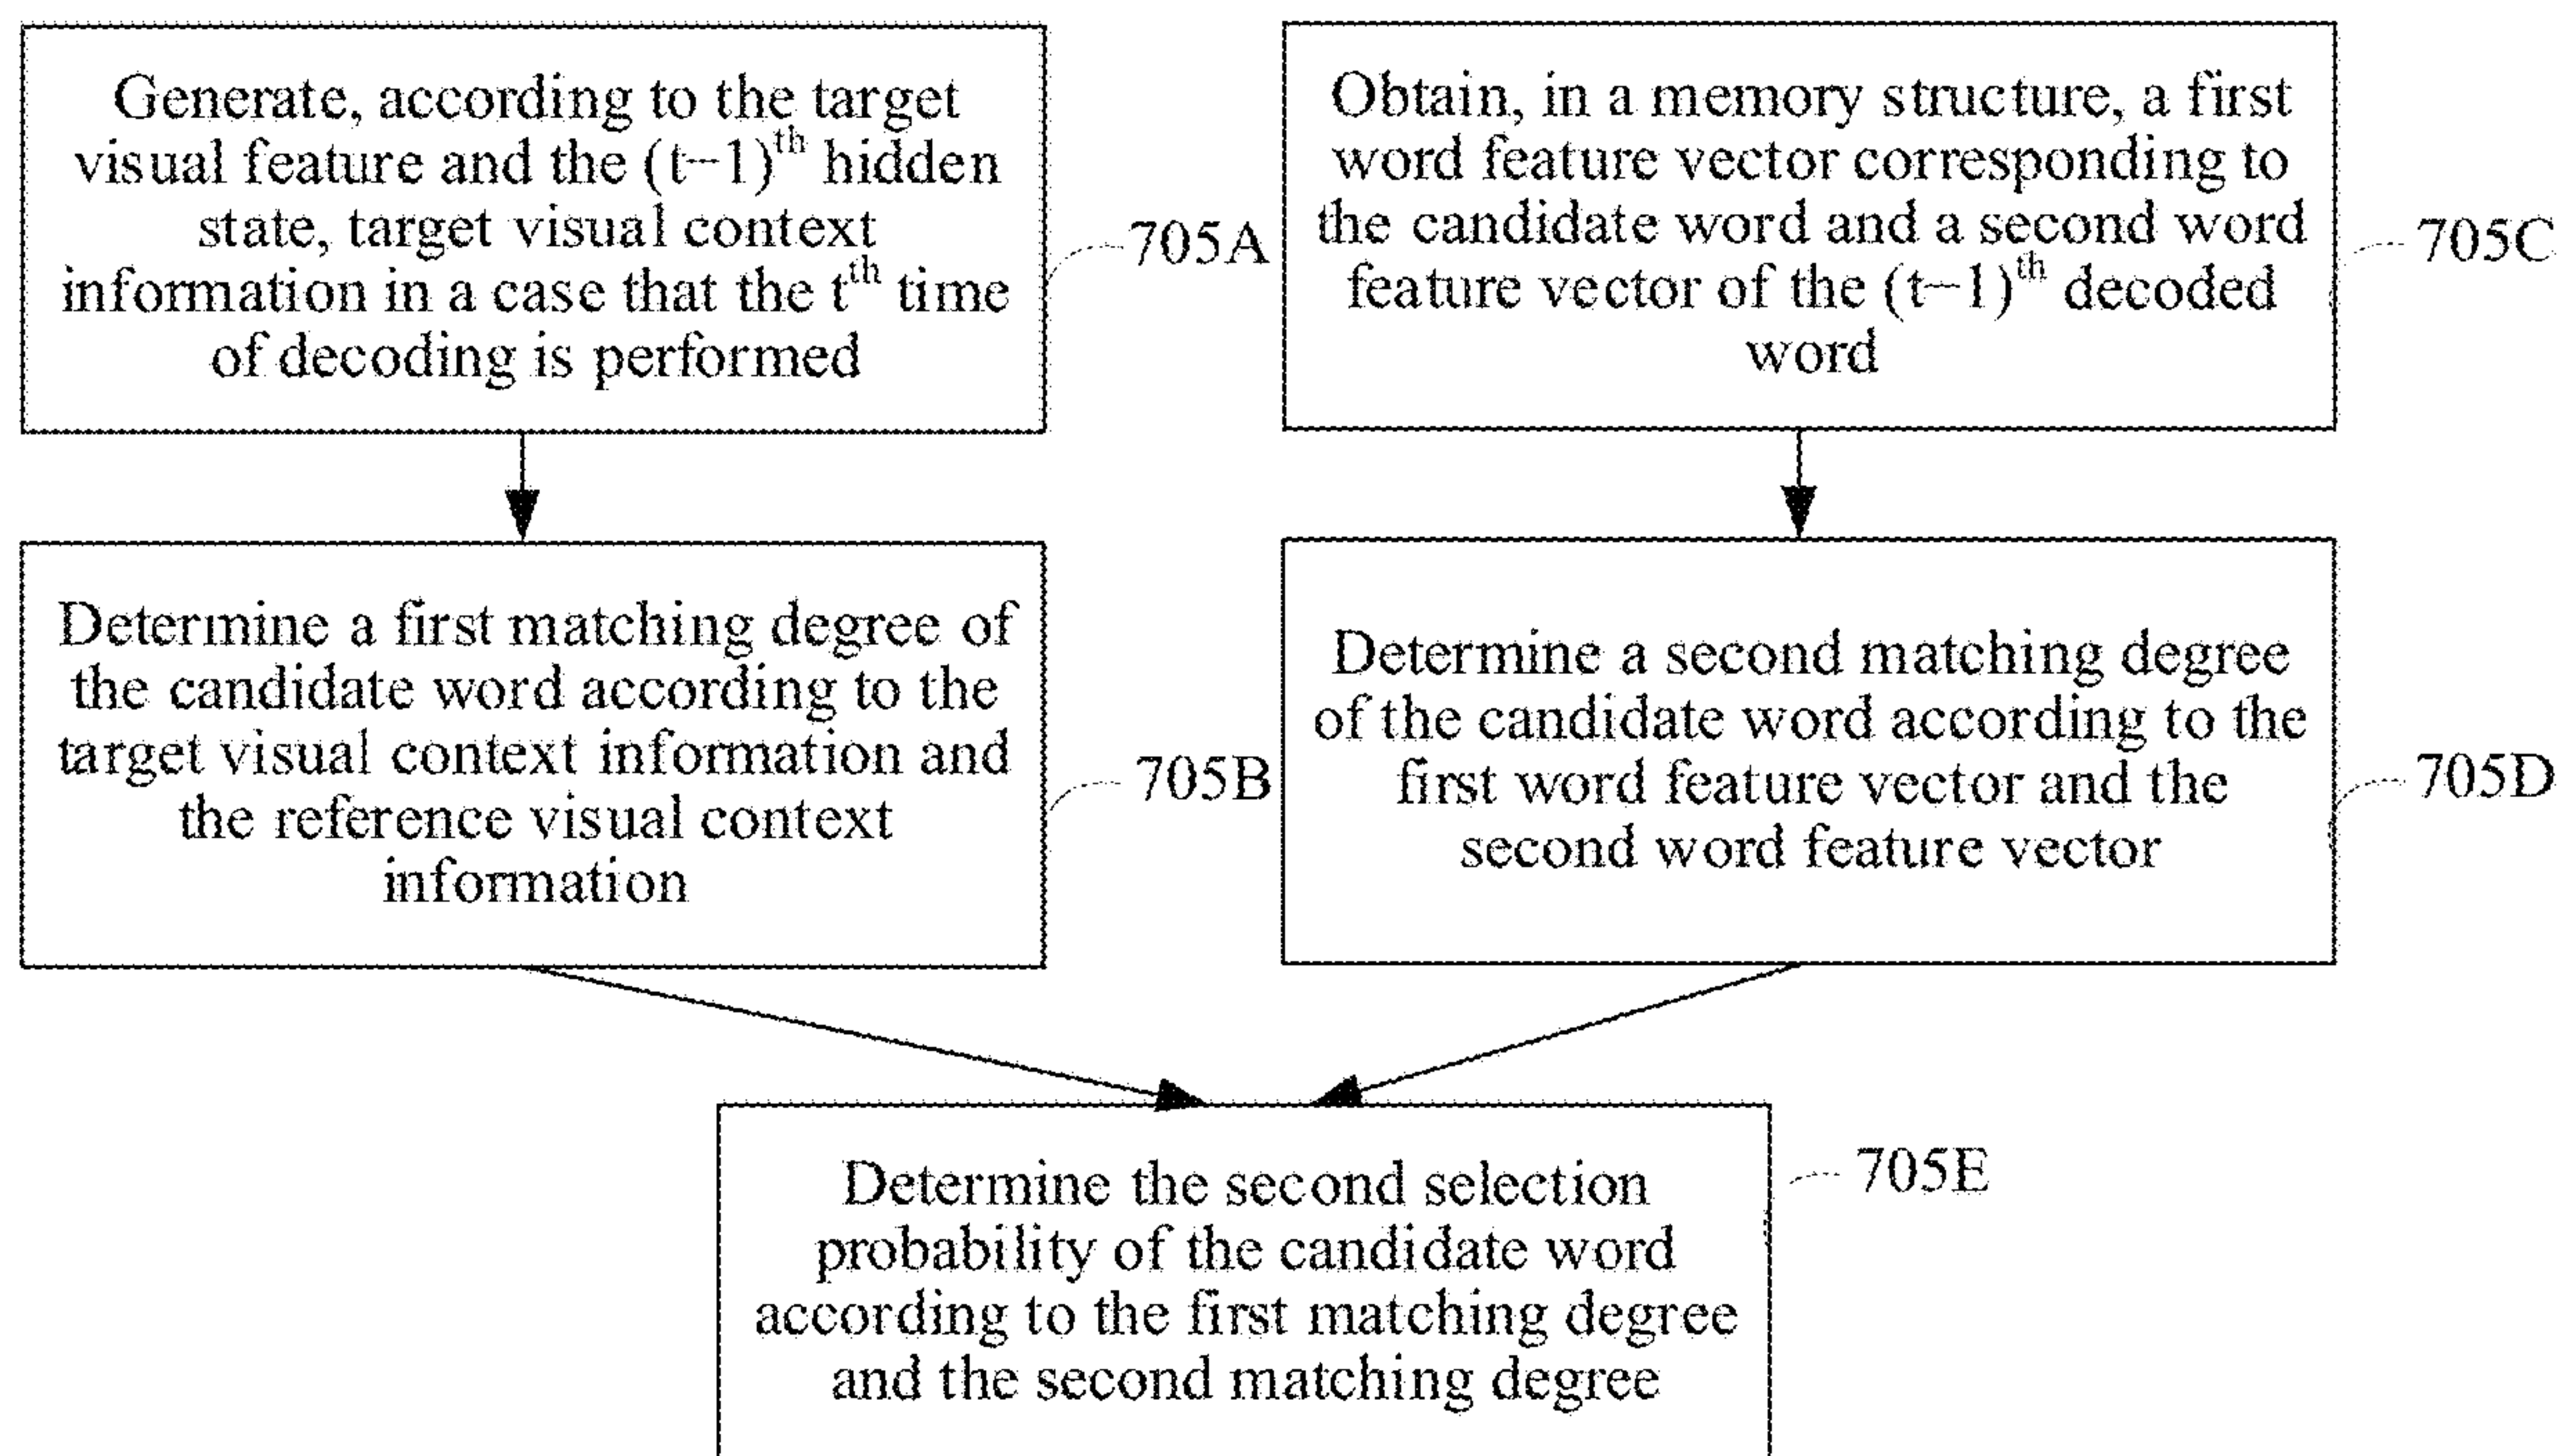 Generate, according to the target
visual feature and the (t−1)th hidden
state, target visual context
information in a case that the tth time
of decoding is performed
705A
Obtain, in a memory structure, a first
word feature vector corresponding to
the candidate word and a second word
feature vector of the (t−1)th decoded
word
705C
Determine a first matching degree of
the candidate word according to the
target visual context information and
the reference visual context
information
705B
Determine a second matching degree
of the candidate word according to the
first word feature vector and the
second word feature vector
705D
Determine the second selection
probability of the candidate word
according to the first matching degree
and the second matching degree
705E